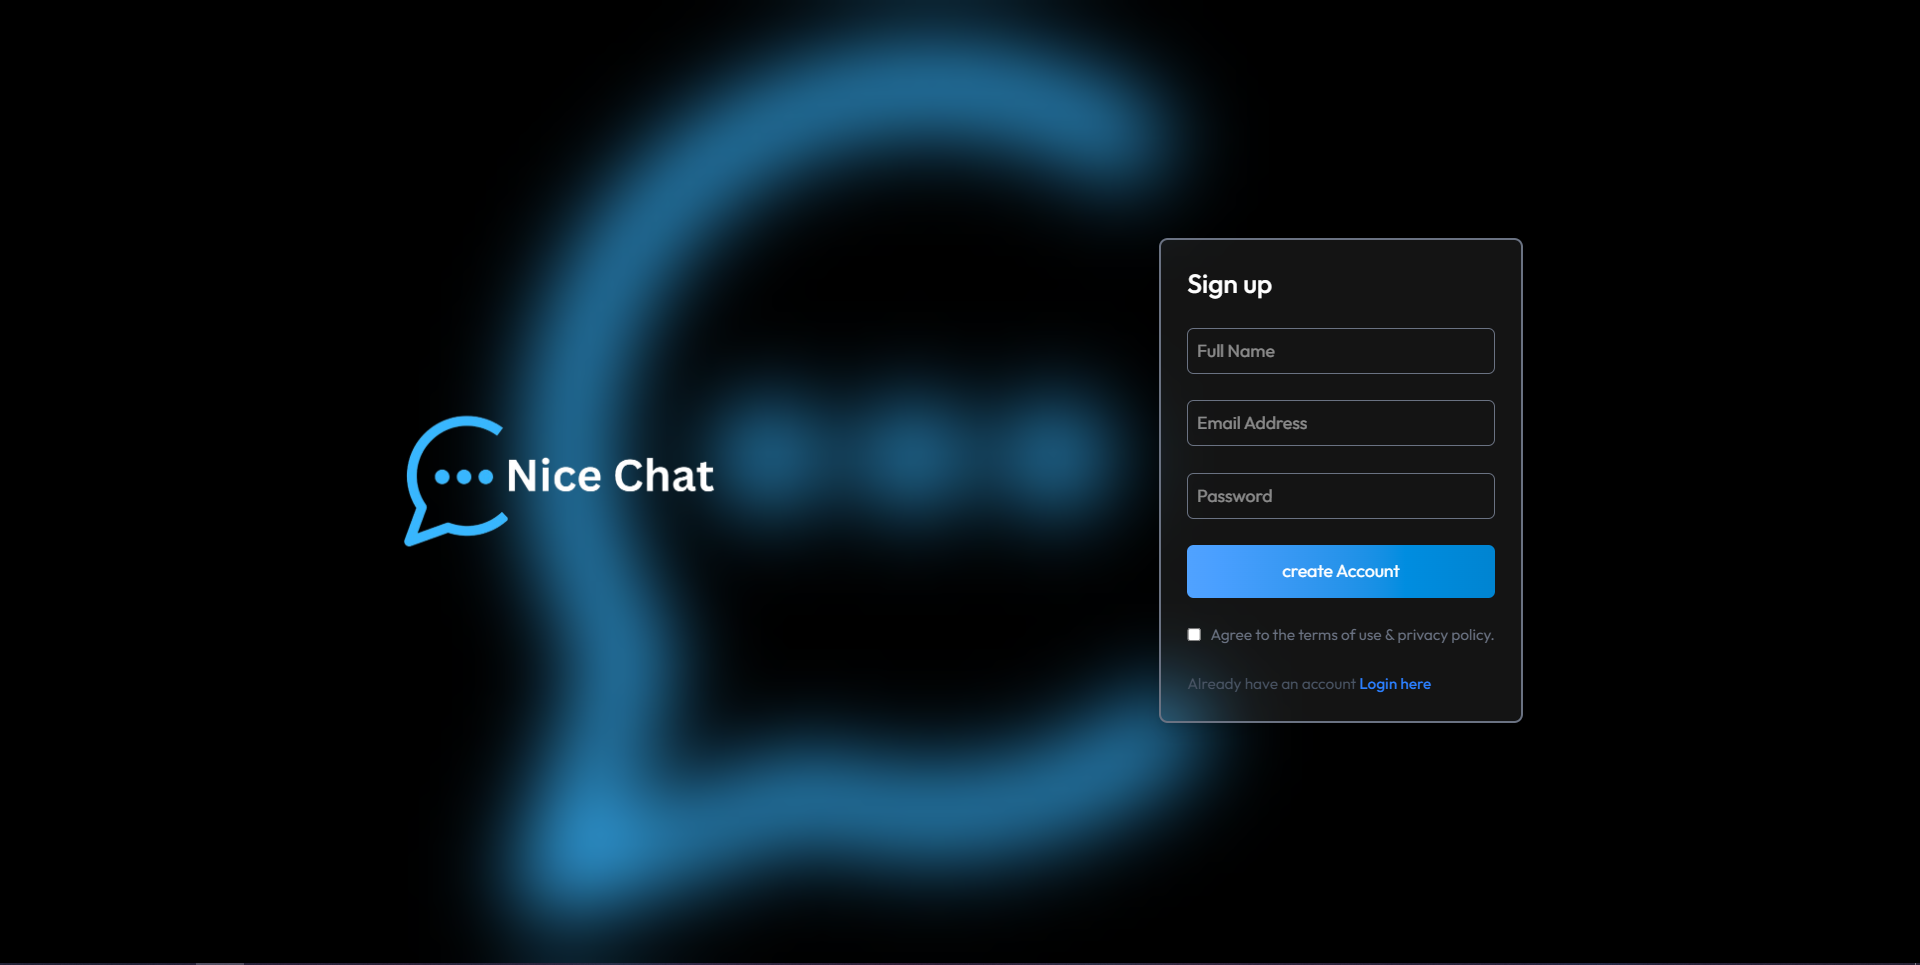 Nice Chat
Sign up
Full Name
Email Address
Password
create Account
Agree to the terms of use & privacy policy.
Already have an account Login here